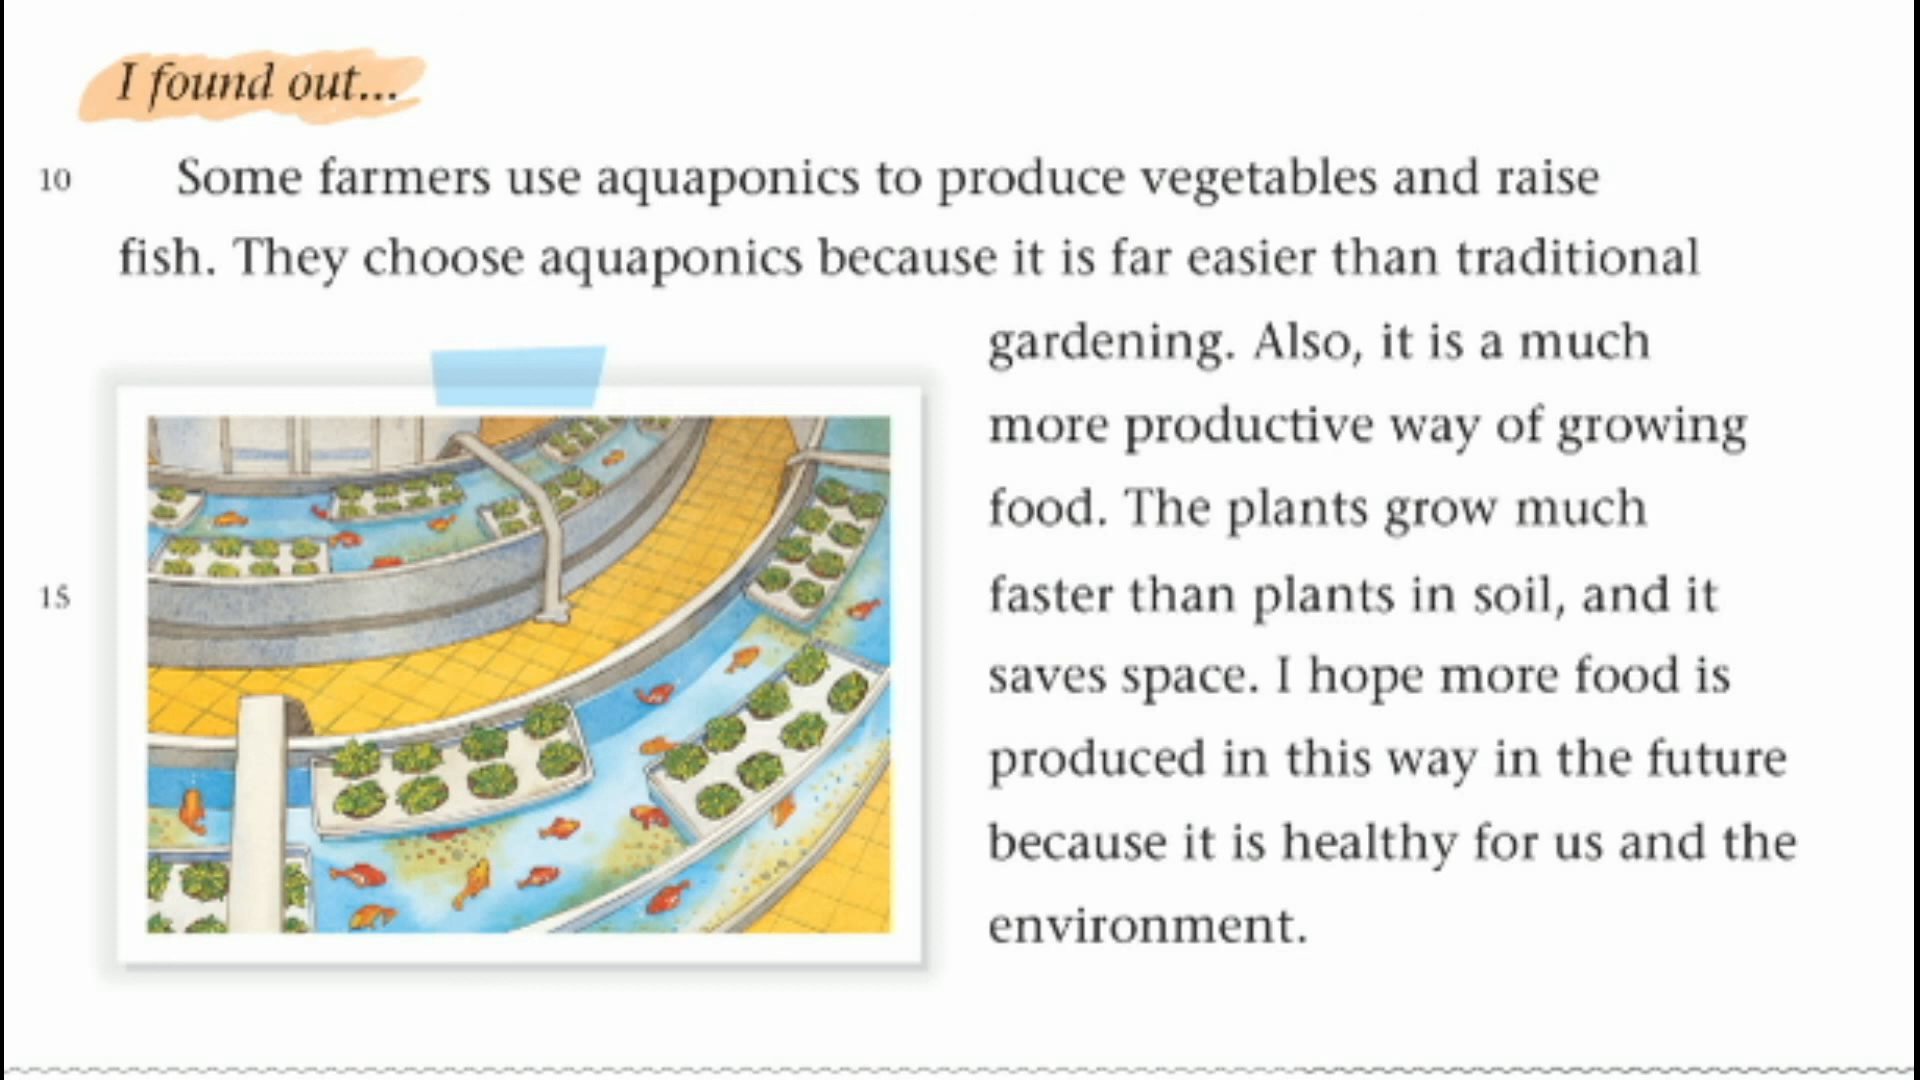 I found out...
10 Some farmers use aquaponics to produce vegetables and raise
fish. They choose aquaponics because it is far easier than traditional
gardening. Also, it is a much
more productive way of growing
food. The plants grow much
15 faster than plants in soil, and it
saves space. I hope more food is
produced in this way in the future
because it is healthy for us and the
environment.